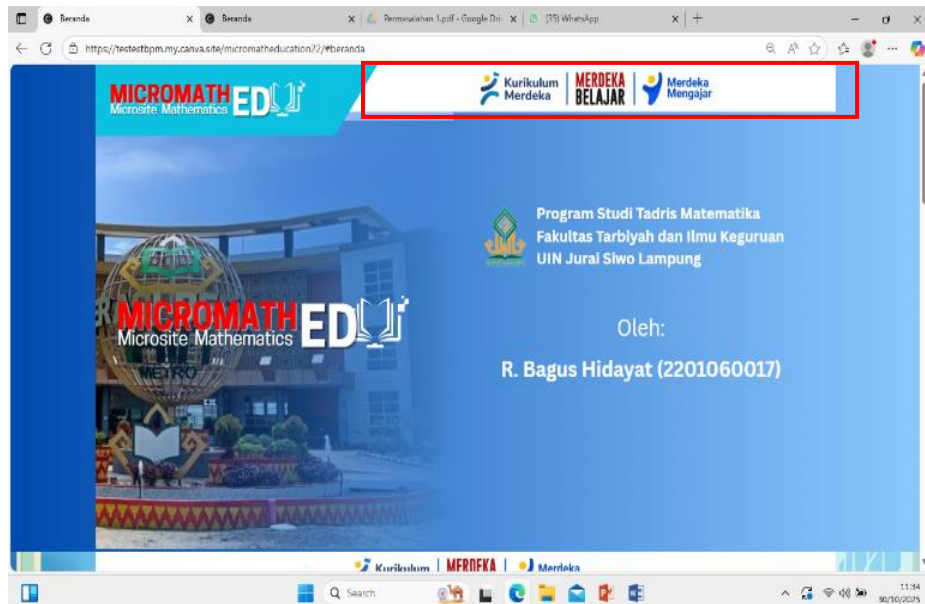 Beranda
Beranda
Permasalahan 1.pdf - Google Dri
(35) WhatsApp
https://testestbpm.my.canva.site/micromatheducation22/#beranda
MICROMATH EDU
Microsite Mathematics
Kurikulum Merdeka
MERDEKA BELAJAR
Merdeka Mengajar
Program Studi Tadris Matematika
Fakultas Tarbiyah dan Ilmu Keguruan
UIN Jurai Siwo Lampung
MICROMATH EDU
Microsite Mathematics
METRO
Oleh:
R. Bagus Hidayat (2201060017)
Kurikulum
MERDEKA
Merdeka
Search
11:34
30/10/2025